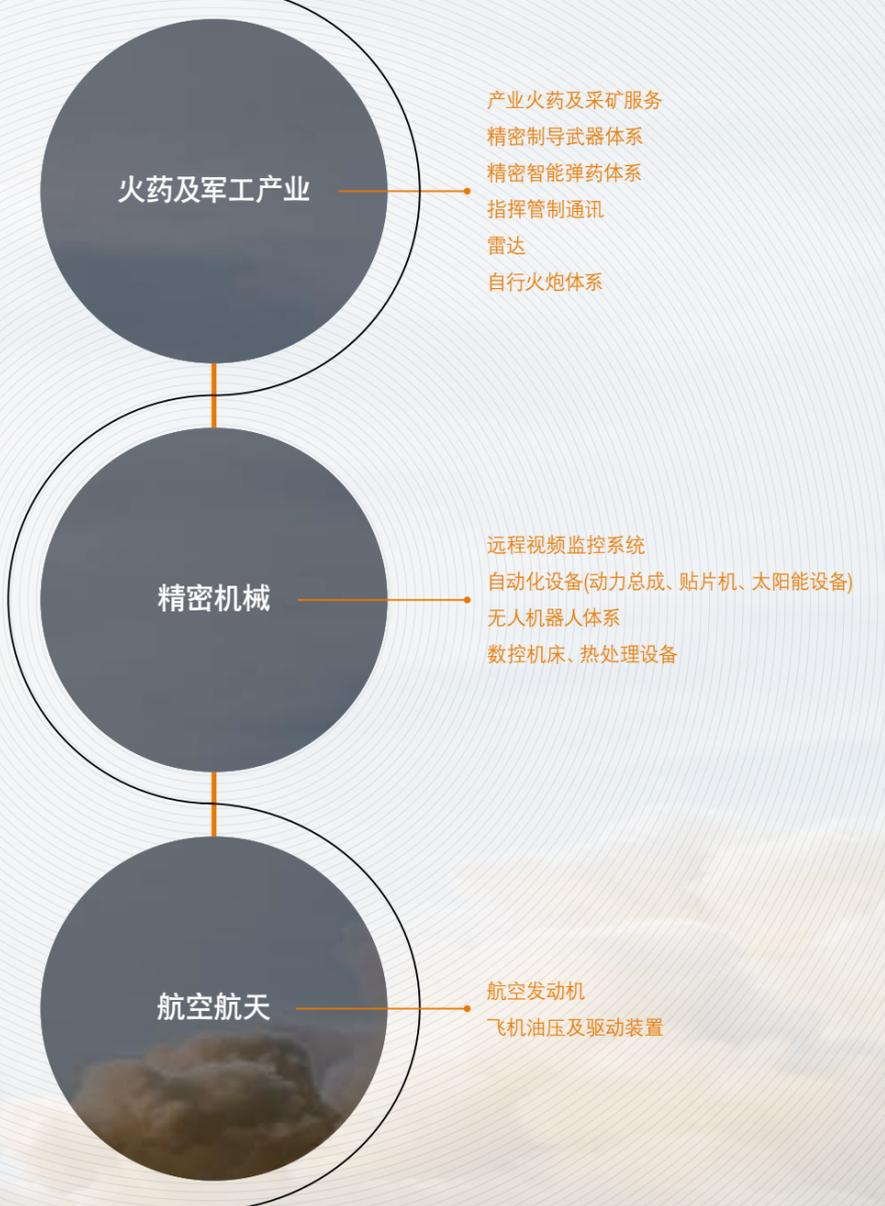 火药及军工产业
产业火药及采矿服务
精密制导武器体系
精密智能弹药体系
指挥管制通讯
雷达
自行火炮体系
精密机械
远程视频监控系统
自动化设备(动力总成、贴片机、太阳能设备)
无人机器人体系
数控机床、热处理设备
航空航天
航空发动机
飞机油压及驱动装置